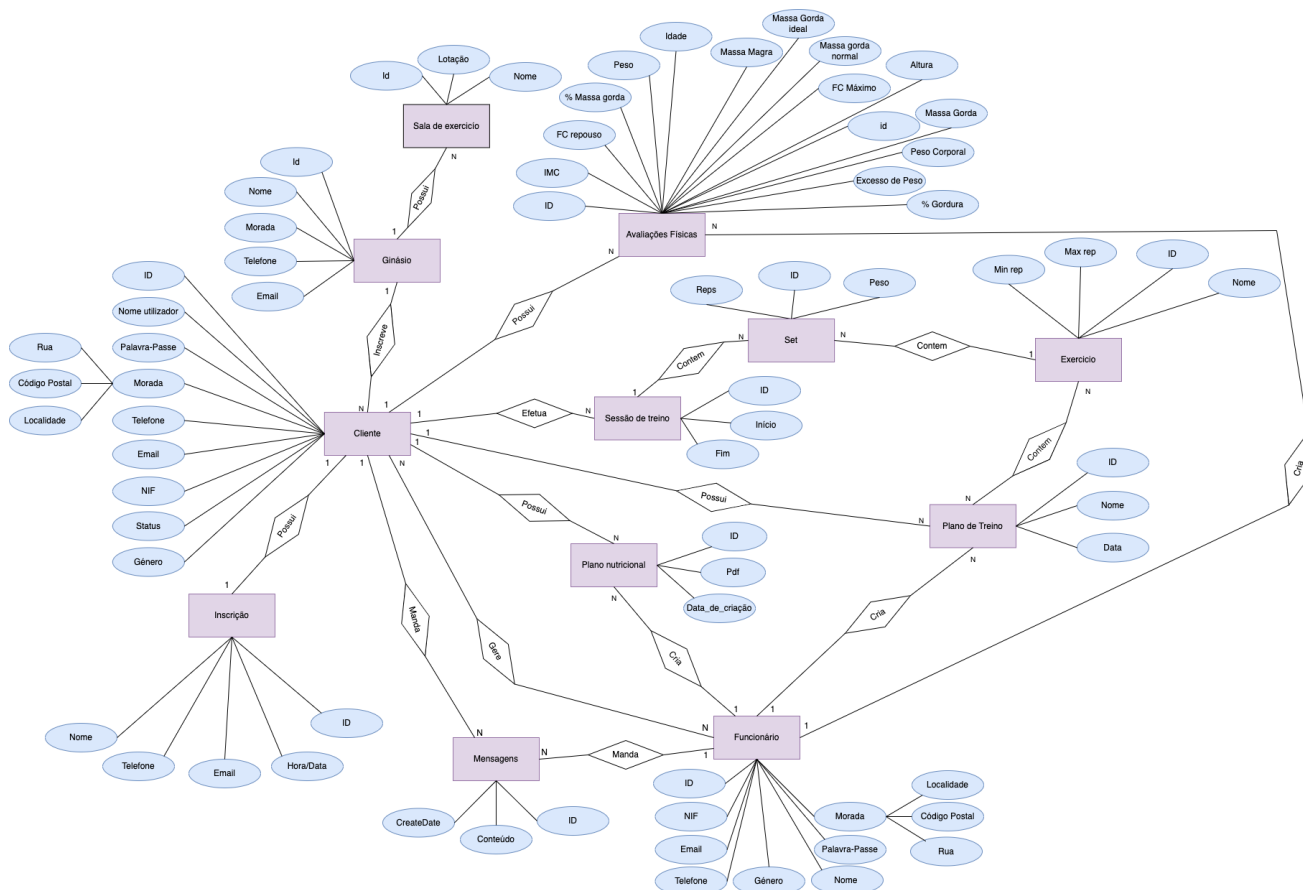 Massa Gorda
ideal
Idade
Massa Magra
Massa gorda
normal
Altura
Lotação
Id
Nome
Peso
FC Máximo
% Massa gorda
Massa Gorda
Sala de exercicío
id
FC repouso
Peso Corporal
N
Id
IMC
Excesso de Peso
Nome
Possui
ID
% Gordura
Morada
1
Avaliações Físicas
N
N
Ginásio
Max rep
ID
Telefone
Min rep
ID
1
Email
ID
Nome
Reps
Peso
Nome utilizador
Possui
Inscreve
N
Set
N
Contem
1
Exercicio
Rua
Palavra-Passe
Contem
Código Postal
Morada
N
1
1
ID
N
Localidade
Telefone
Cliente
1
Efetua
N
Sessão de treino
Início
Email
1
1
1
1
N
Fim
Contem
ID
NIF
Cria
Status
Possui
Possui
Possui
N
N
Plano de Treino
Nome
Género
N
ID
N
Data
1
Plano nutricional
Pdf
Inscrição
N
Data_de_criação
Manda
Gere
Cria
Cria
ID
1
1
1
Nome
N
N
Funcionário
Telefone
Email
Hora/Data
Mensagens
N
Manda
1
ID
Localidade
CreateDate
ID
NIF
Morada
Código Postal
Conteúdo
Email
Palavra-Passe
Rua
Telefone
Género
Nome